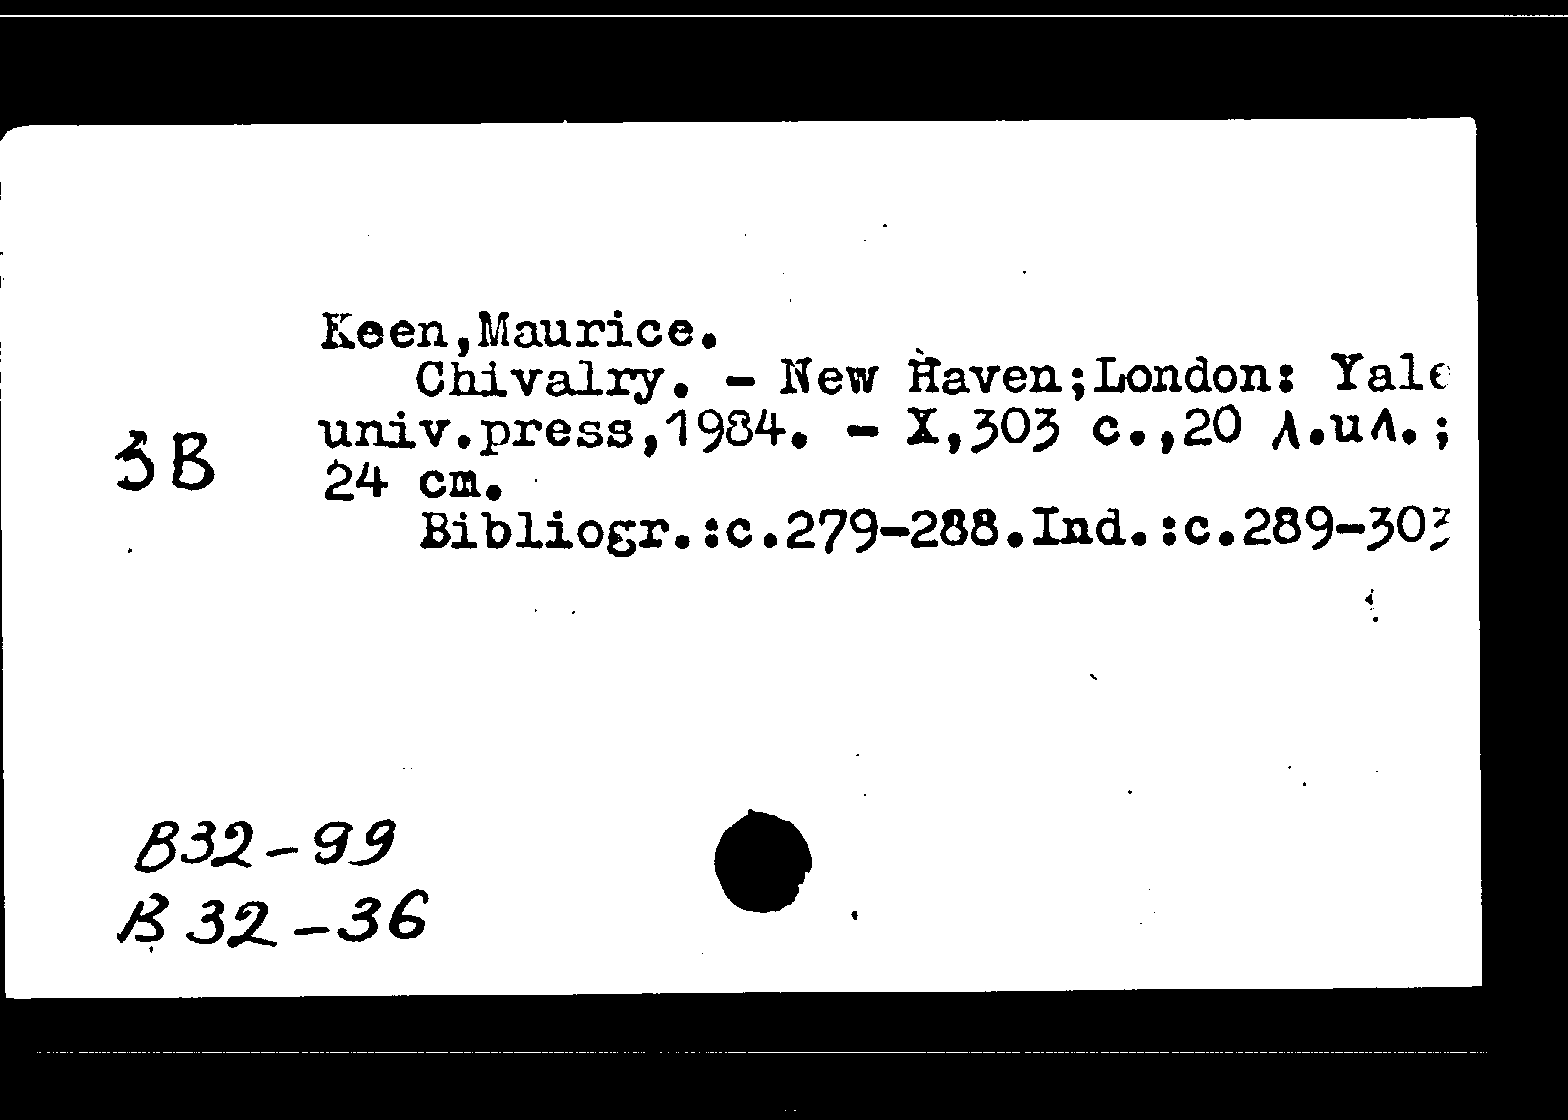 Keen,Maurice.
Chivalry. - New Haven;London: Yale
univ.press,1984. - X,303 c.,20 л.ил.;
3B
24 cm.
Bibliogr.:c.279-288.Ind.:c.289-303
B32-99
B 32-36